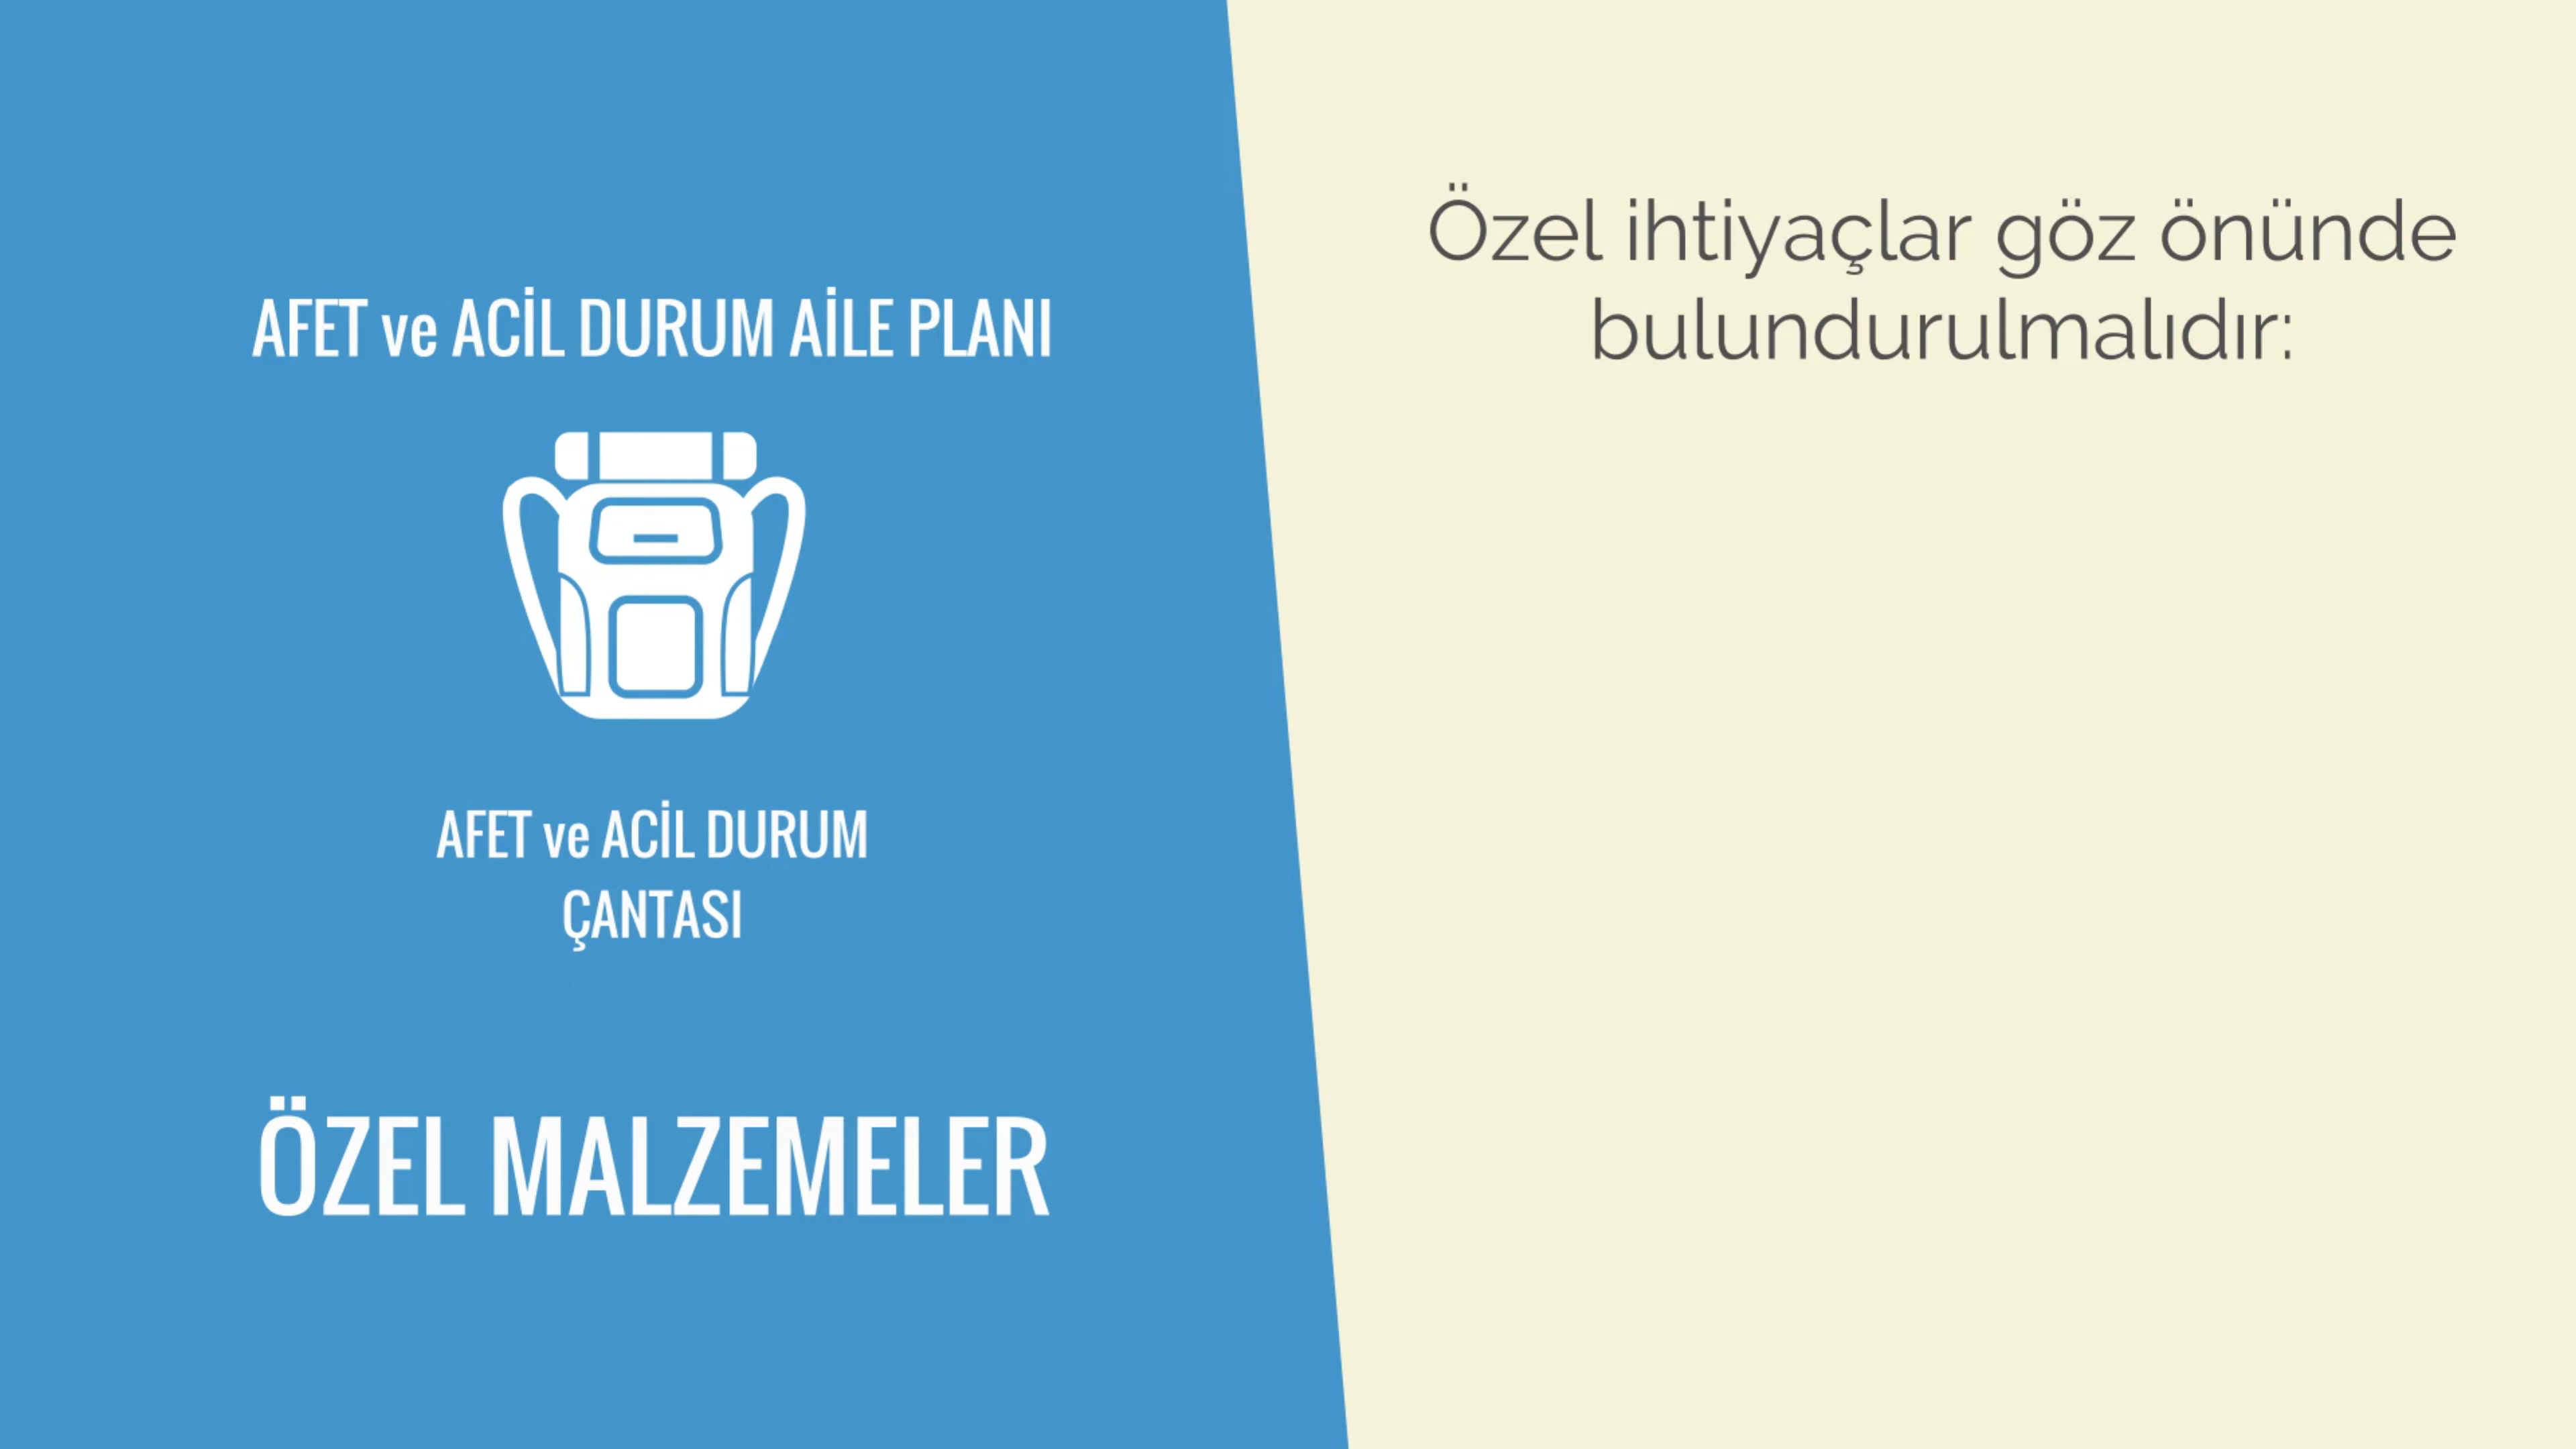 AFET ve ACİL DURUM AİLE PLANI
AFET ve ACİL DURUM
ÇANTASI
ÖZEL MALZEMELER
Özel ihtiyaçlar göz önünde
bulundurulmalıdır: